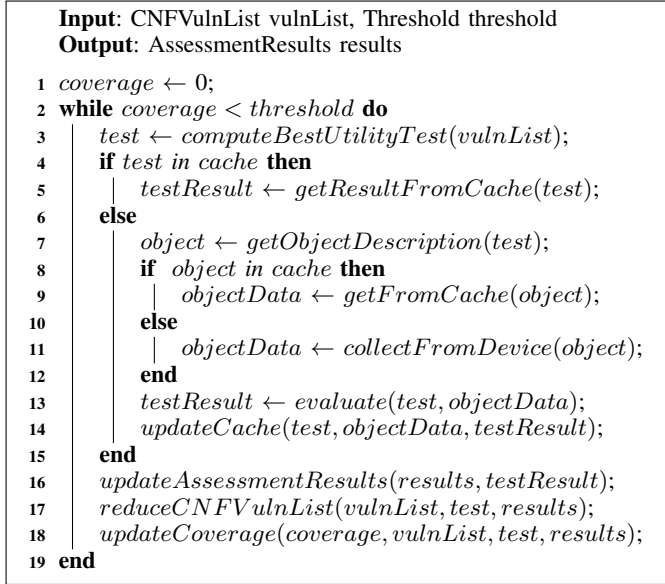 Input: CNFVulnList vulnList, Threshold threshold
Output: AssessmentResults results
1 coverage ← 0;
2 while coverage < threshold do
3 test ← computeBestUtilityTest(vulnList);
4 if test in cache then
5 testResult ← getResultFromCache(test);
6 else
7 object ← getObjectDescription(test);
8 if object in cache then
9 objectData ← getFromCache(object);
10 else
11 objectData ← collectFromDevice(object);
12 end
13 testResult ← evaluate(test, objectData);
14 updateCache(test, objectData, testResult);
15 end
16 updateAssessmentResults(results, testResult);
17 reduceCNFVulnList(vulnList, test, results);
18 updateCoverage(coverage, vulnList, test, results);
19 end